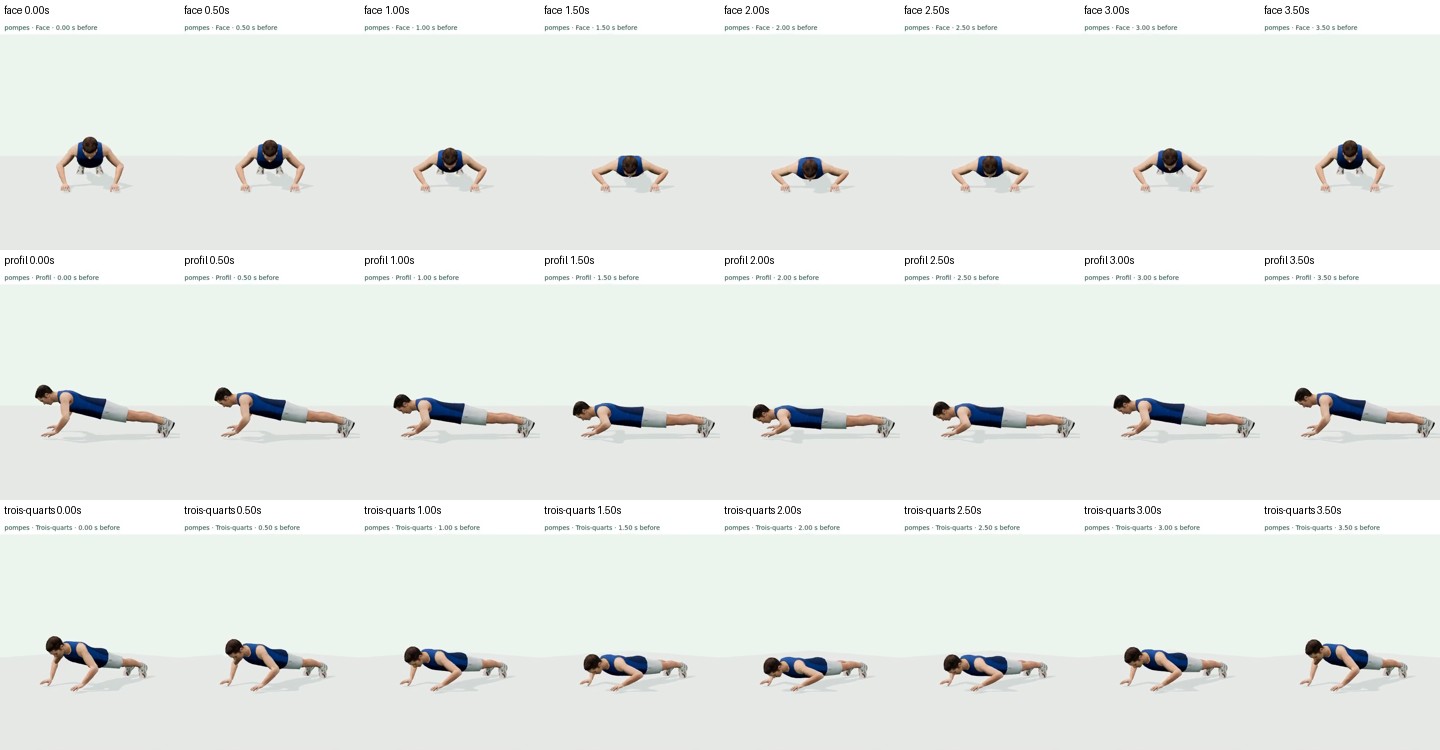 face 0.00s face 0.50s face 1.00s face 1.50s face 2.00s face 2.50s face 3.00s face 3.50s
pompes · Face · 0.00 s before pompes · Face · 0.50 s before pompes · Face · 1.00 s before pompes · Face · 1.50 s before pompes · Face · 2.00 s before pompes · Face · 2.50 s before pompes · Face · 3.00 s before pompes · Face · 3.50 s before
profil 0.00s profil 0.50s profil 1.00s profil 1.50s profil 2.00s profil 2.50s profil 3.00s profil 3.50s
pompes · Profil · 0.00 s before pompes · Profil · 0.50 s before pompes · Profil · 1.00 s before pompes · Profil · 1.50 s before pompes · Profil · 2.00 s before pompes · Profil · 2.50 s before pompes · Profil · 3.00 s before pompes · Profil · 3.50 s before
trois-quarts 0.00s trois-quarts 0.50s trois-quarts 1.00s trois-quarts 1.50s trois-quarts 2.00s trois-quarts 2.50s trois-quarts 3.00s trois-quarts 3.50s
pompes · Trois-quarts · 0.00 s before pompes · Trois-quarts · 0.50 s before pompes · Trois-quarts · 1.00 s before pompes · Trois-quarts · 1.50 s before pompes · Trois-quarts · 2.00 s before pompes · Trois-quarts · 2.50 s before pompes · Trois-quarts · 3.00 s before pompes · Trois-quarts · 3.50 s before